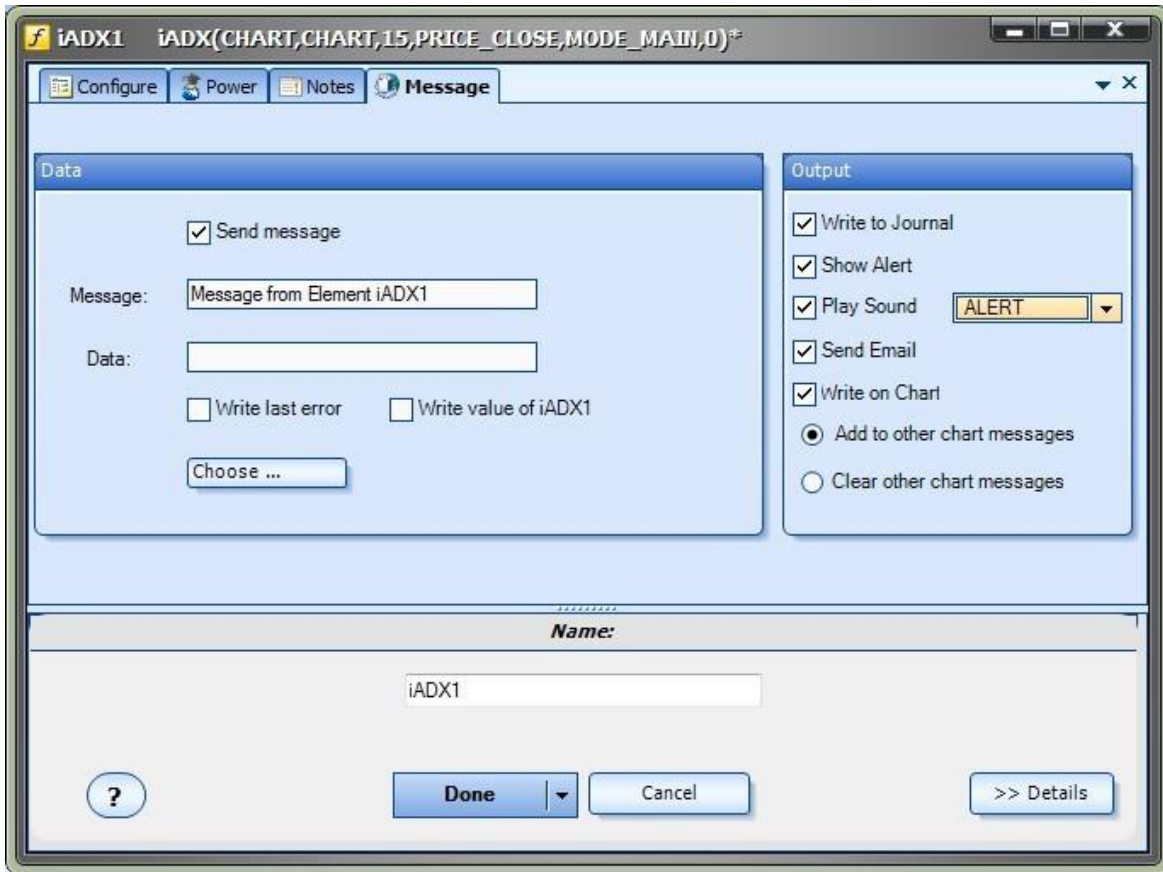 iADX1 iADX(CHART,CHART,15,PRICE_CLOSE,MODE_MAIN,0)*
Configure Power Notes Message
Data
Send message
Message: Message from Element iADX1
Data:
Write last error Write value of iADX1
Choose ...
Output
Write to Journal
Show Alert
Play Sound ALERT
Send Email
Write on Chart
Add to other chart messages
Clear other chart messages
Name:
iADX1
? Done Cancel >> Details